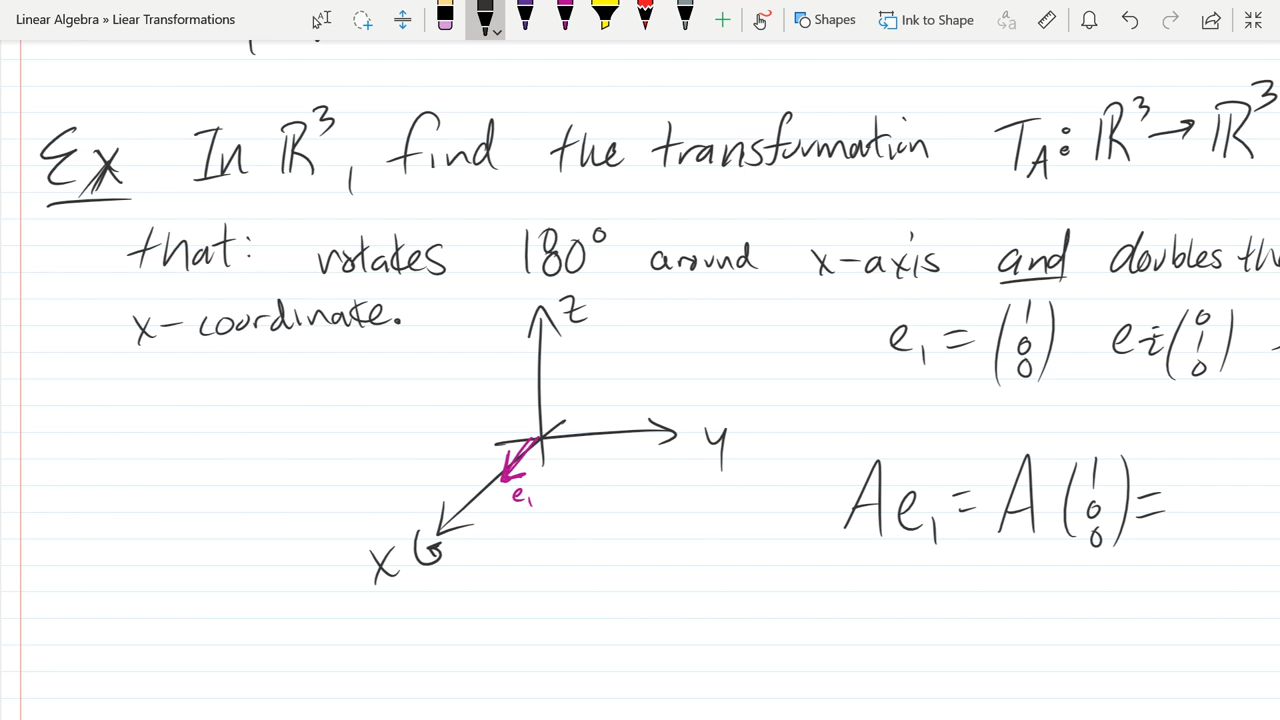 Linear Algebra » Liear Transformations
Shapes
Ink to Shape
Ex In ℝ³, find the transformation T_A: ℝ³→ℝ³
that: rotates 180° around x-axis and doubles the
x-coordinate.
z
e₁ = (1 0 0) e₂ = (0 1 0)
y
e₁
Ae₁ = A(1 0 0) =
x